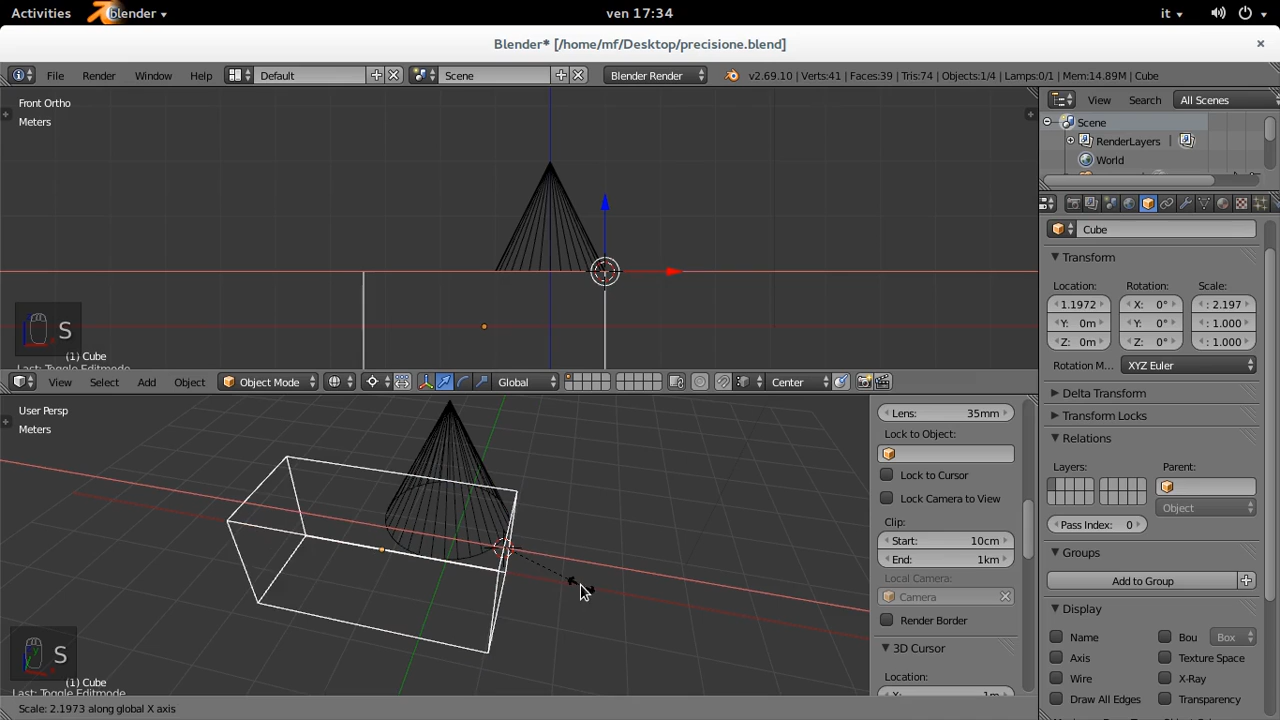 Activities blender ven 17:34 it
Blender* [/home/mf/Desktop/precisione.blend] ×
File Render Window Help Default Scene Blender Render v2.69.10 | Verts:41 | Faces:39 | Tris:74 | Objects:1/4 | Lamps:0/1 | Mem:14.89M | Cube
Front Ortho
Meters
S
(1) Cube
Last: Toggle Editmode
View Select Add Object Object Mode Global Center
User Persp
Meters
S
(1) Cube
Last: Toggle Editmode
Scale: 2.1973 along global X axis
Lens: 35mm
Lock to Object:
Lock to Cursor
Lock Camera to View
Clip:
Start: 10cm
End: 1km
Local Camera:
Camera
Render Border
3D Cursor
Location:
View Search All Scenes
Scene
RenderLayers
World
Cube
Transform
Location: Rotation: Scale:
1.1972 X: 0° : 2.197
Y: 0m Y: 0° : 1.000
Z: 0m Z: 0° : 1.000
Rotation M... XYZ Euler
Delta Transform
Transform Locks
Relations
Layers: Parent:
Object
Pass Index: 0
Groups
Add to Group
Display
Name Bou Box
Axis Texture Space
Wire X-Ray
Draw All Edges Transparency